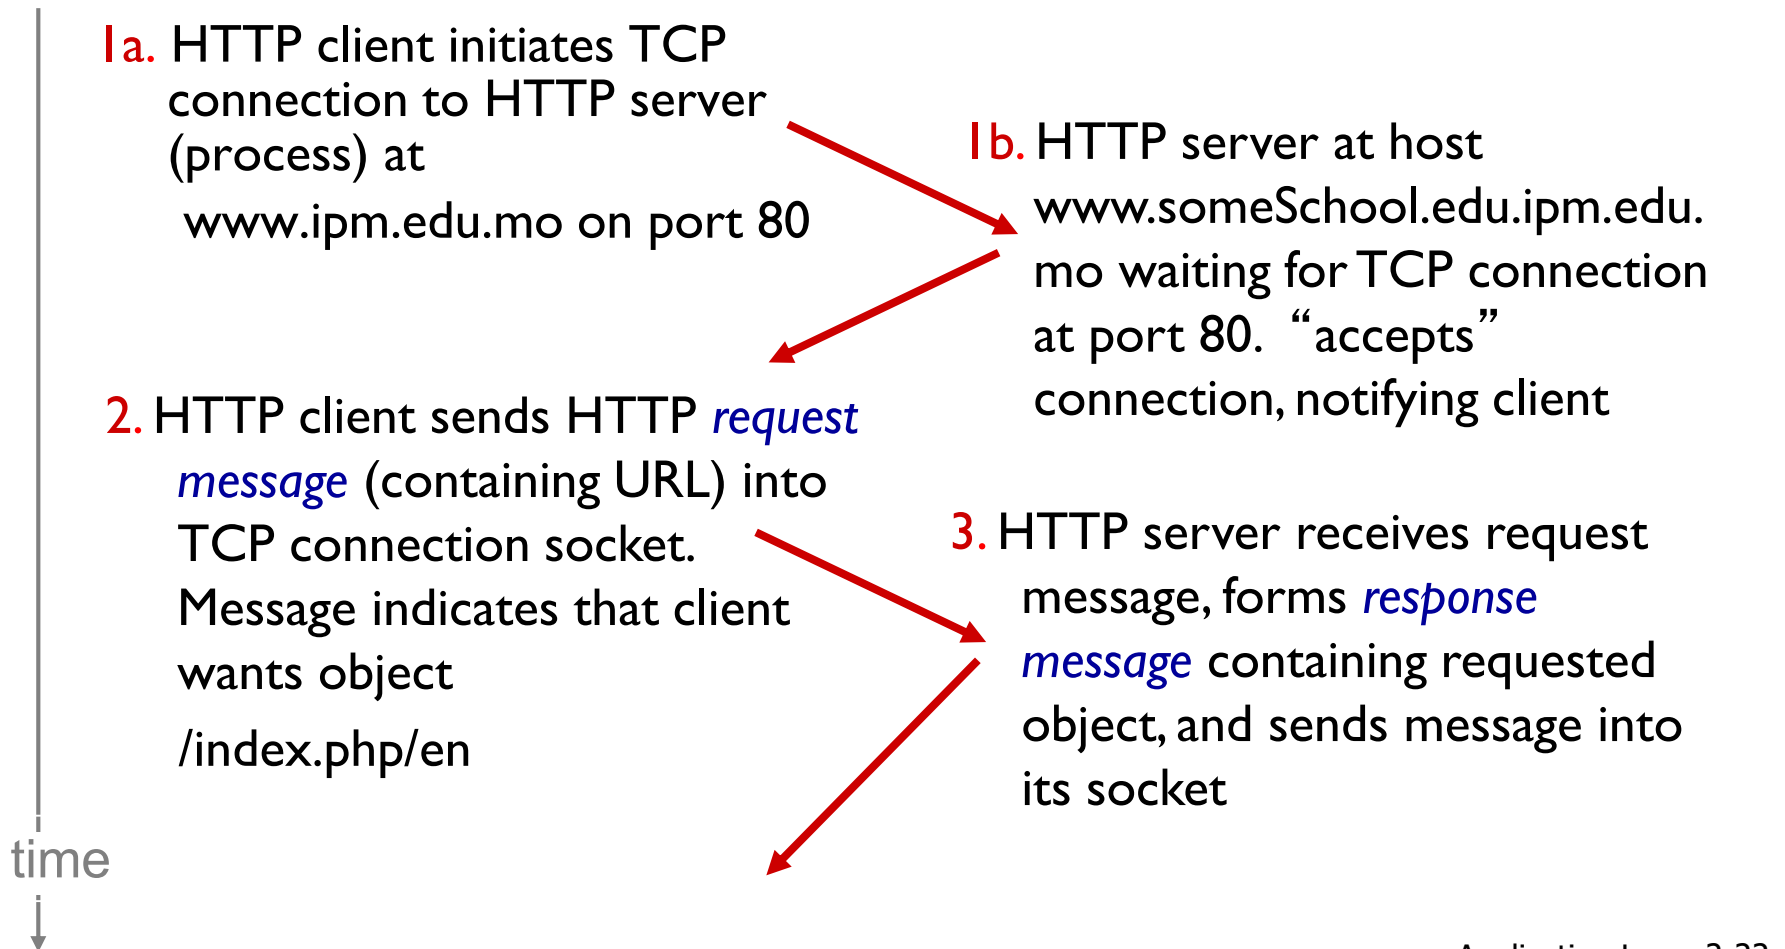 1a. HTTP client initiates TCP
connection to HTTP server
(process) at
www.ipm.edu.mo on port 80
1b. HTTP server at host
www.someSchool.edu.ipm.edu.
mo waiting for TCP connection
at port 80. “accepts”
connection, notifying client
2. HTTP client sends HTTP request
message (containing URL) into
TCP connection socket.
Message indicates that client
wants object
/index.php/en
3. HTTP server receives request
message, forms response
message containing requested
object, and sends message into
its socket
time